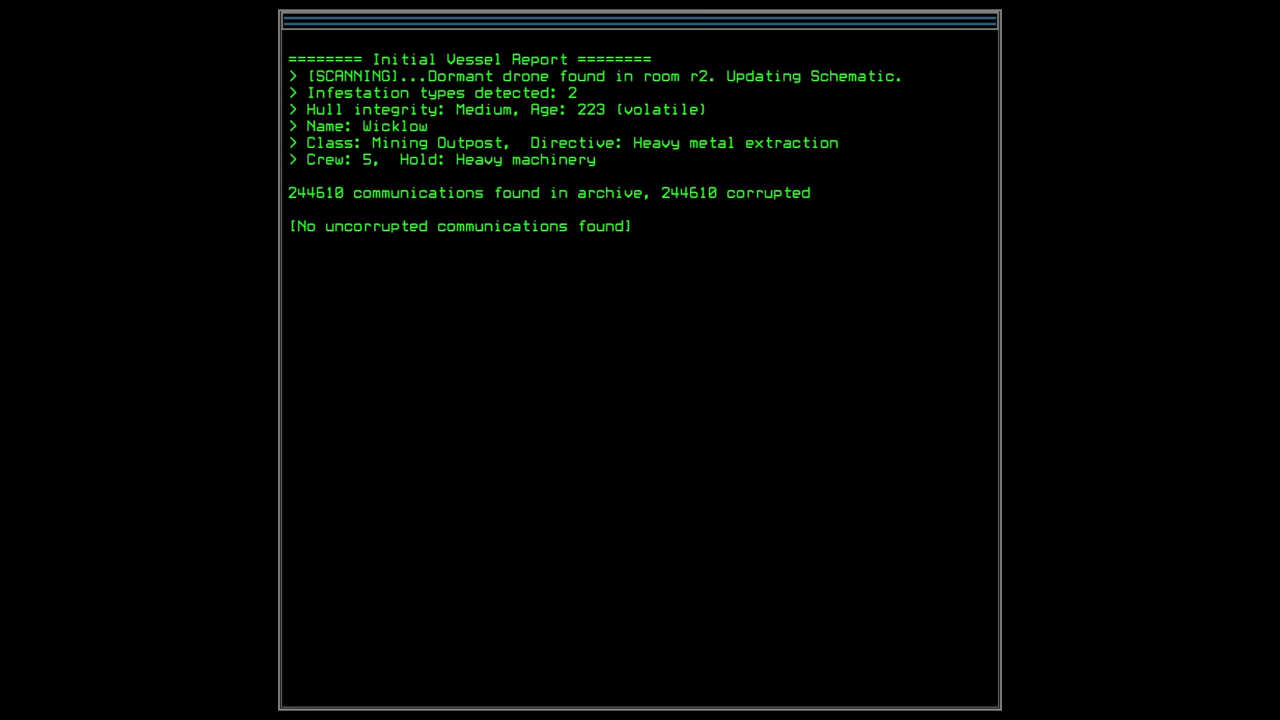 ======== Initial Vessel Report ========
> [SCANNING]...Dormant drone found in room r2. Updating Schematic.
> Infestation types detected: 2
> Hull integrity: Medium, Age: 223 (volatile)
> Name: Wicklow
> Class: Mining Outpost,  Directive: Heavy metal extraction
> Crew: 5,  Hold: Heavy machinery
244610 communications found in archive, 244610 corrupted
[No uncorrupted communications found]